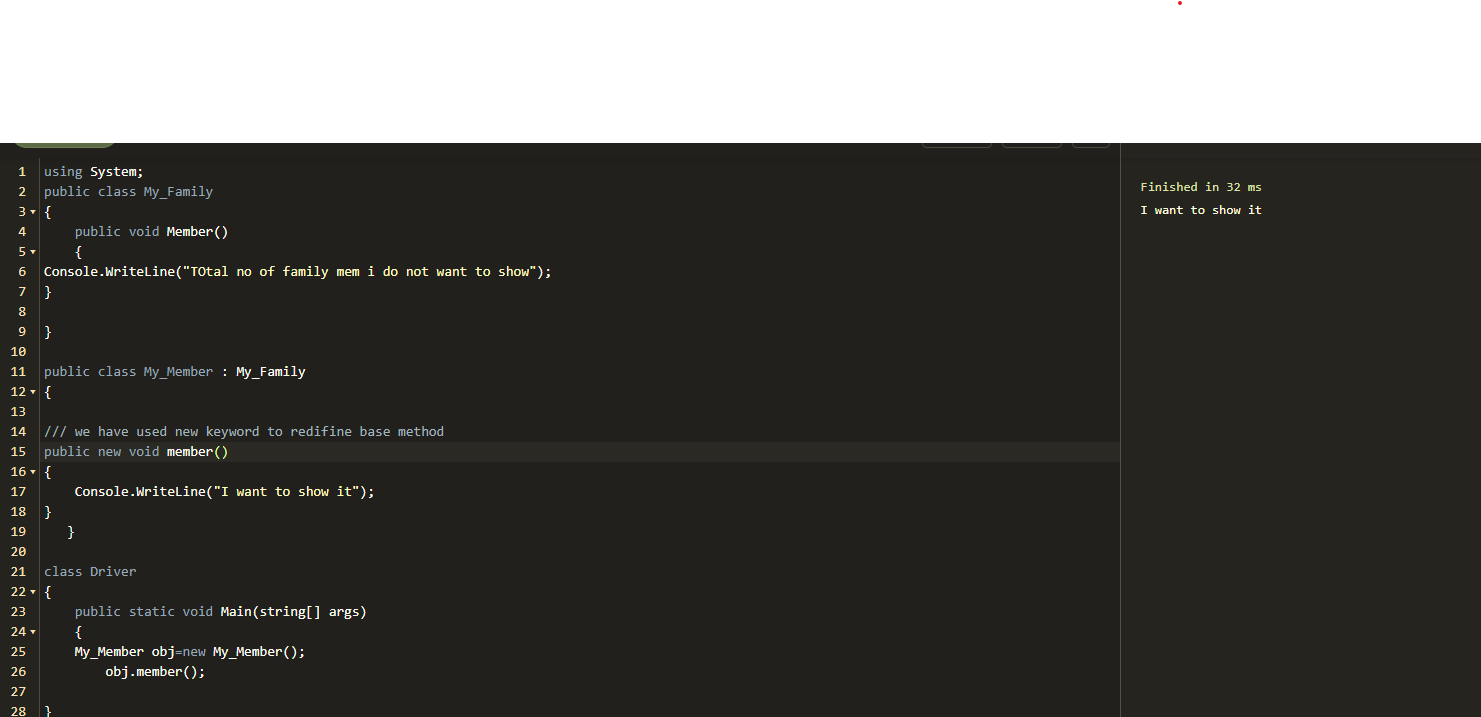 1 using System;
2 public class My_Family
3 {
4 public void Member()
5 {
6 Console.WriteLine("TOtal no of family mem i do not want to show");
7 }
8
9 }
10
11 public class My_Member : My_Family
12 {
13
14 /// we have used new keyword to redifine base method
15 public new void member()
16 {
17 Console.WriteLine("I want to show it");
18 }
19 }
20
21 class Driver
22 {
23 public static void Main(string[] args)
24 {
25 My_Member obj=new My_Member();
26 obj.member();
27
28 }
Finished in 32 ms
I want to show it